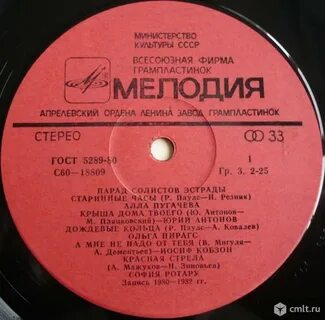 МИНИСТЕРСТВО
КУЛЬТУРЫ СССР
ВСЕСОЮЗНАЯ ФИРМА
ГРАМПЛАСТИНОК
МЕЛОДИЯ
АПРЕЛЕВСКИЙ ОРДЕНА ЛЕНИНА ЗАВОД ГРАМПЛАСТИНОК
СТЕРЕО 33
ГОСТ 5289-80 1
С60—18809 Гр. 3. 2-25
ПАРАД СОЛИСТОВ ЭСТРАДЫ
СТАРИННЫЕ ЧАСЫ (Р. Паулс — И. Резник)
АЛЛА ПУГАЧЕВА
КРЫША ДОМА ТВОЕГО (Ю. Антонов—
М. Пляцковский)—ЮРИЙ АНТОНОВ
ДОЖДЕВЫЕ КОЛЬЦА (Р. Паулс — А. Ковалев)
ОЛЬГА ПИРАГС
А МНЕ НЕ НАДО ОТ ТЕБЯ (В. Мигуля—
А. Дементьев)—ИОСИФ КОБЗОН
КРАСНАЯ СТРЕЛА
(А. Мажуков—Н. Зиновьев)
СОФИЯ РОТАРУ
Запись 1980—1982 гг.
cmlt.ru